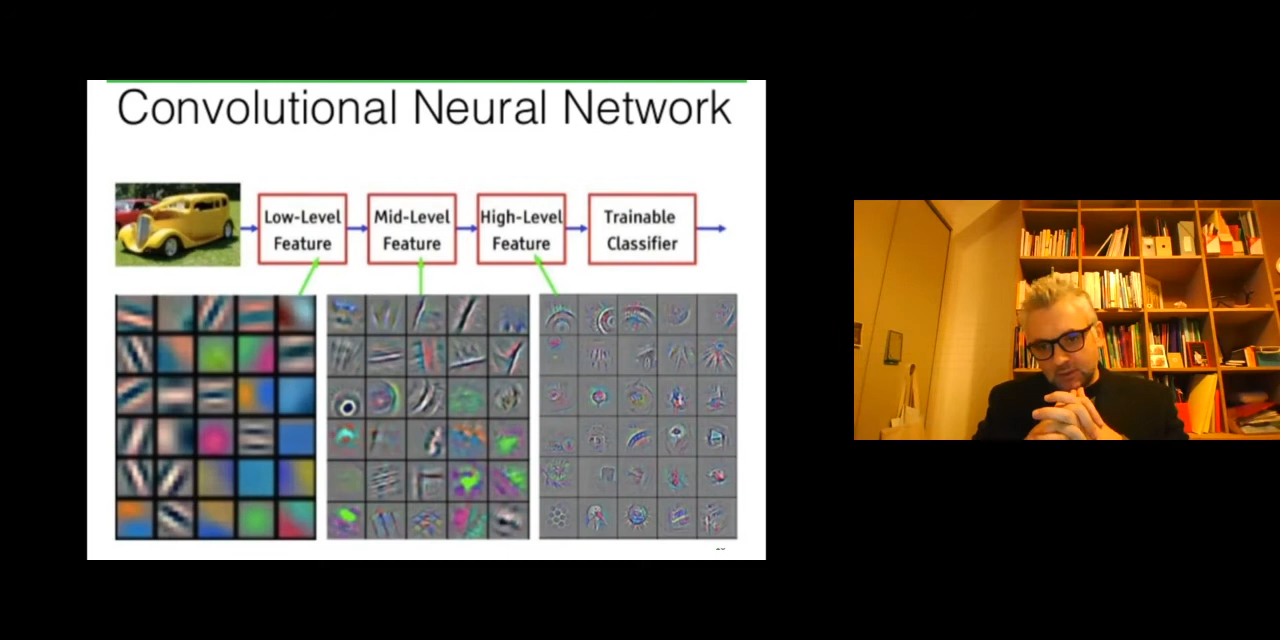 Convolutional Neural Network
Low-Level
Feature
Mid-Level
Feature
High-Level
Feature
Trainable
Classifier